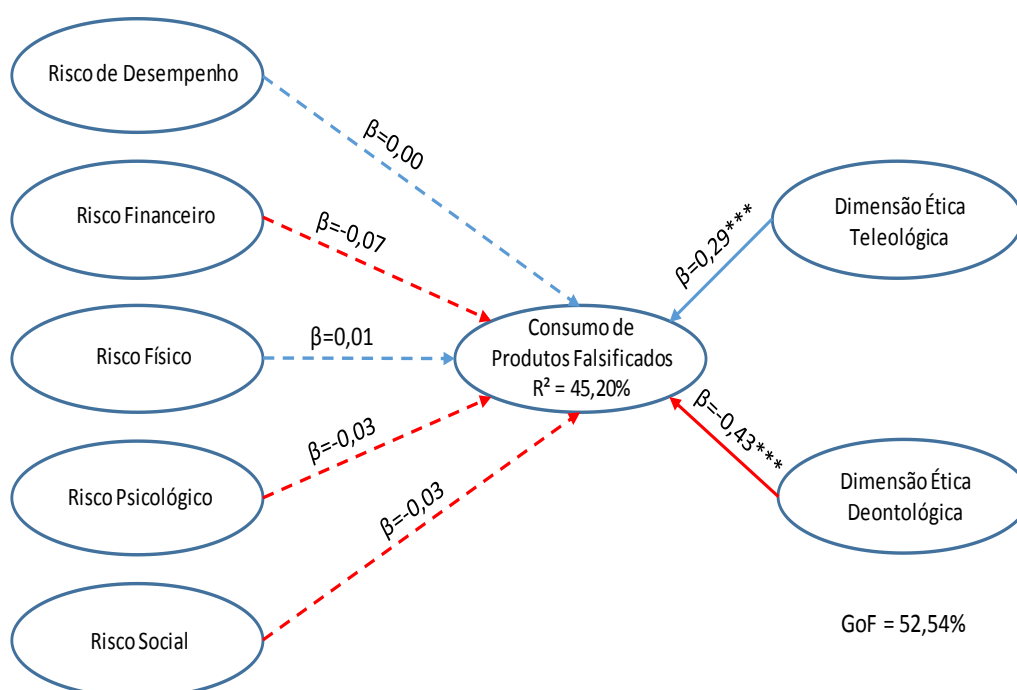 Risco de Desempenho
β=0,00
Risco Financeiro
β=-0,07
Risco Físico
β=0,01
Risco Psicológico
β=-0,03
Risco Social
β=-0,03
Consumo de
Produtos Falsificados
R² = 45,20%
Dimensão Ética
Teleológica
β=0,29***
Dimensão Ética
Deontológica
β=-0,43***
GoF = 52,54%